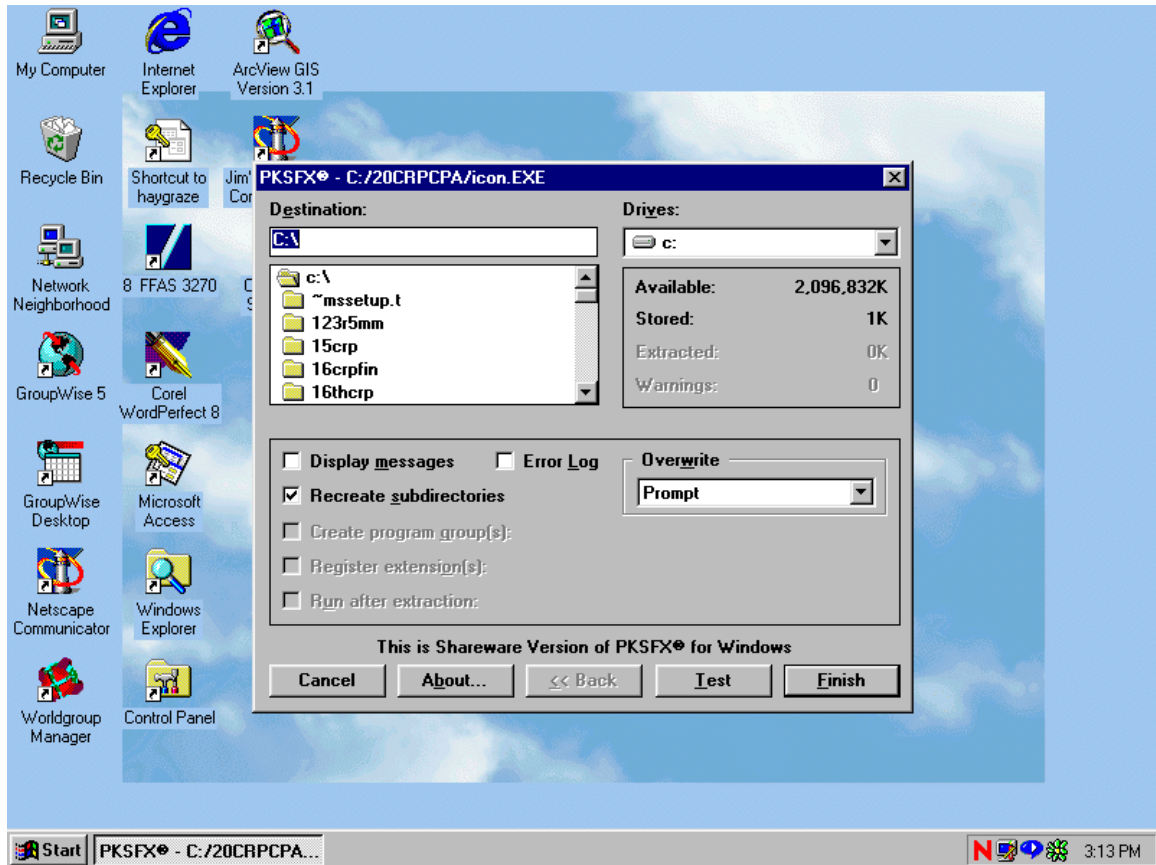 My Computer
Internet
Explorer
ArcView GIS
Version 3.1
Recycle Bin
Shortcut to
haygraze
Jim'
Cor
Network
Neighborhood
8 FFAS 3270
GroupWise 5
Corel
WordPerfect 8
GroupWise
Desktop
Microsoft
Access
Netscape
Communicator
Windows
Explorer
Worldgroup
Manager
Control Panel
PKSFX® - C:/20CRPCPA/icon.EXE
Destination:
C:\
c:\
~mssetup.t
123r5mm
15crp
16crpfin
16thcrp
Drives:
c:
Available: 2,096,832K
Stored: 1K
Extracted: 0K
Warnings: 0
Display messages
Error Log
Recreate subdirectories
Create program group(s):
Register extension(s):
Run after extraction:
Overwrite
Prompt
This is Shareware Version of PKSFX® for Windows
Cancel
About...
<< Back
Test
Finish
Start
PKSFX® - C:/20CRPCPA...
N
3:13 PM